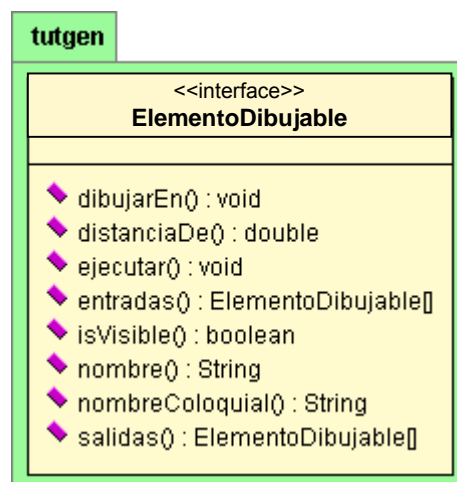 tutgen
<<interface>>
ElementoDibujable
dibujarEn() : void
distanciaDe() : double
ejecutar() : void
entradas() : ElementoDibujable[]
isVisible() : boolean
nombre() : String
nombreColoquial() : String
salidas() : ElementoDibujable[]